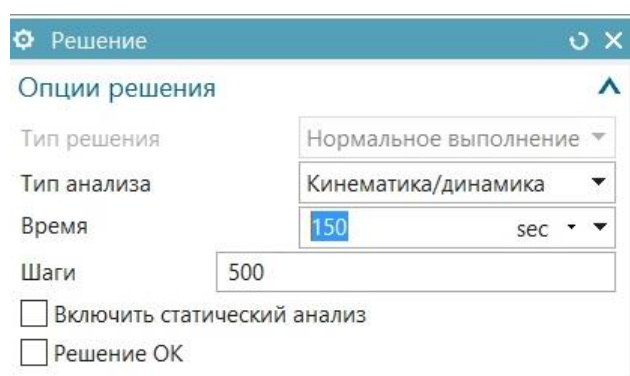 Решение
Опции решения
Тип решения Нормальное выполнение
Тип анализа Кинематика/динамика
Время 150 sec
Шаги 500
Включить статический анализ
Решение ОК